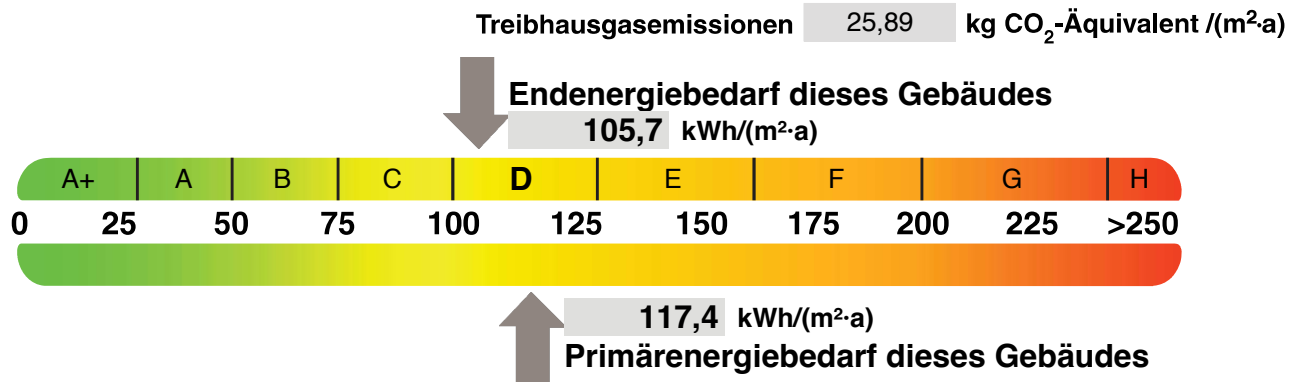 Treibhausgasemissionen 25,89 kg CO₂-Äquivalent /(m²·a)
Endenergiebedarf dieses Gebäudes
105,7 kWh/(m²·a)
A+ A B C D E F G H
0 25 50 75 100 125 150 175 200 225 >250
117,4 kWh/(m²·a)
Primärenergiebedarf dieses Gebäudes